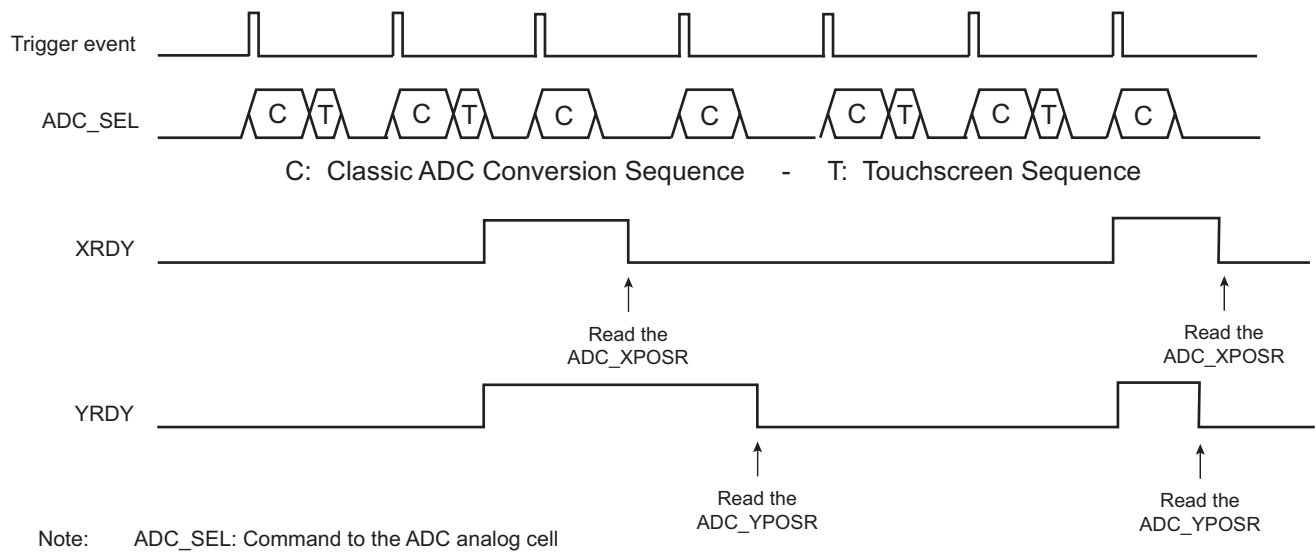 Trigger event
ADC_SEL
C T C T C C C T C T C
C: Classic ADC Conversion Sequence - T: Touchscreen Sequence
XRDY
Read the
ADC_XPOSR
Read the
ADC_XPOSR
YRDY
Read the
ADC_YPOSR
Read the
ADC_YPOSR
Note: ADC_SEL: Command to the ADC analog cell